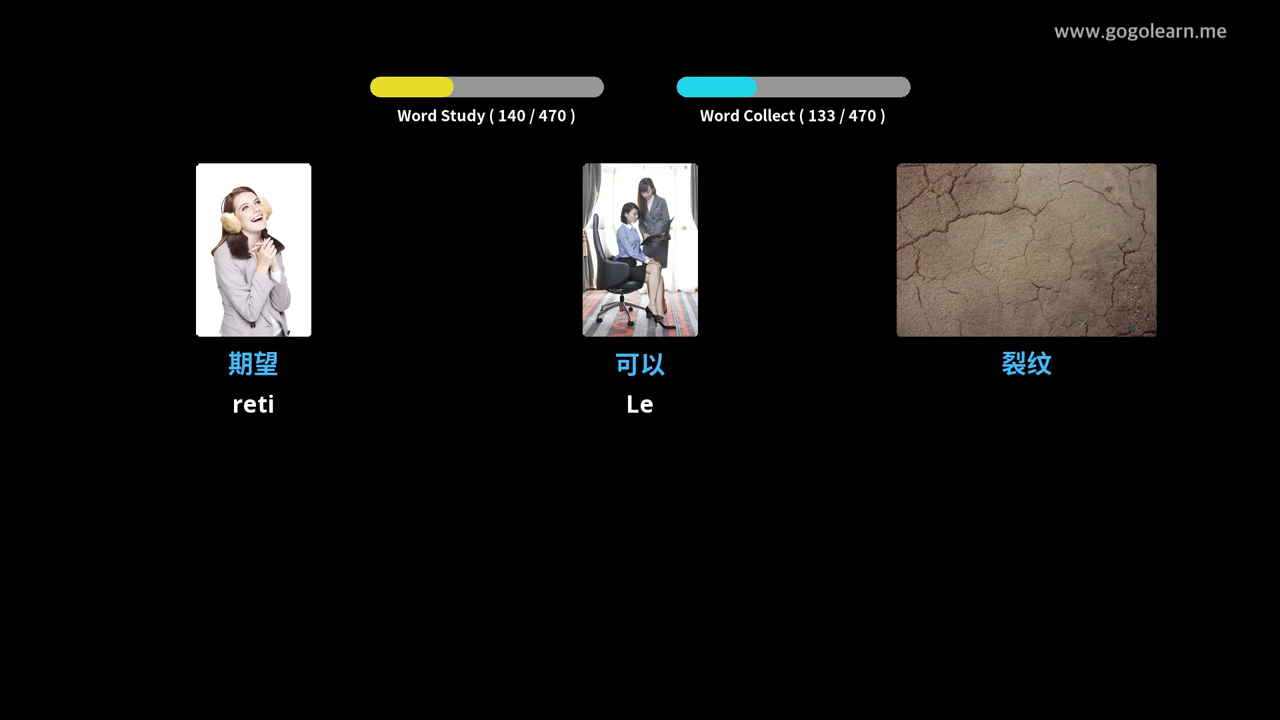 www.gogolearn.me
Word Study ( 140 / 470 )
Word Collect ( 133 / 470 )
期望
可以
裂纹
reti
Le